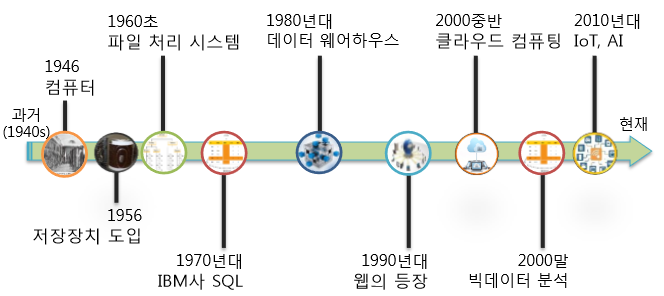 1960초
파일 처리 시스템
1980년대
데이터 웨어하우스
2000중반
클라우드 컴퓨팅
2010년대
IoT, AI
1946
컴퓨터
과거
(1940s)
현재
1956
저장장치 도입
1970년대
IBM사 SQL
1990년대
웹의 등장
2000말
빅데이터 분석